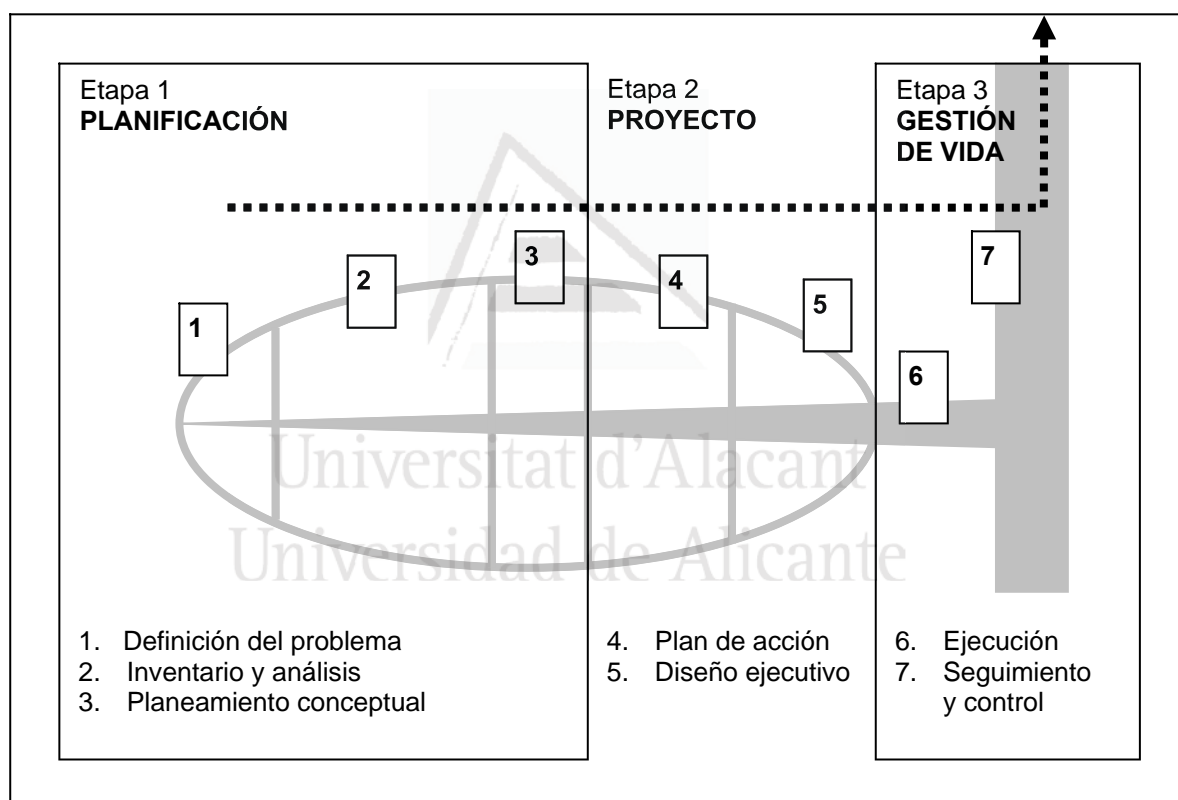 Etapa 1
PLANIFICACIÓN
Etapa 2
PROYECTO
Etapa 3
GESTIÓN
DE VIDA
1
2
3
4
5
6
7
Universitat d'Alacant
Universidad de Alicante
1. Definición del problema
2. Inventario y análisis
3. Planeamiento conceptual
4. Plan de acción
5. Diseño ejecutivo
6. Ejecución
7. Seguimiento
y control